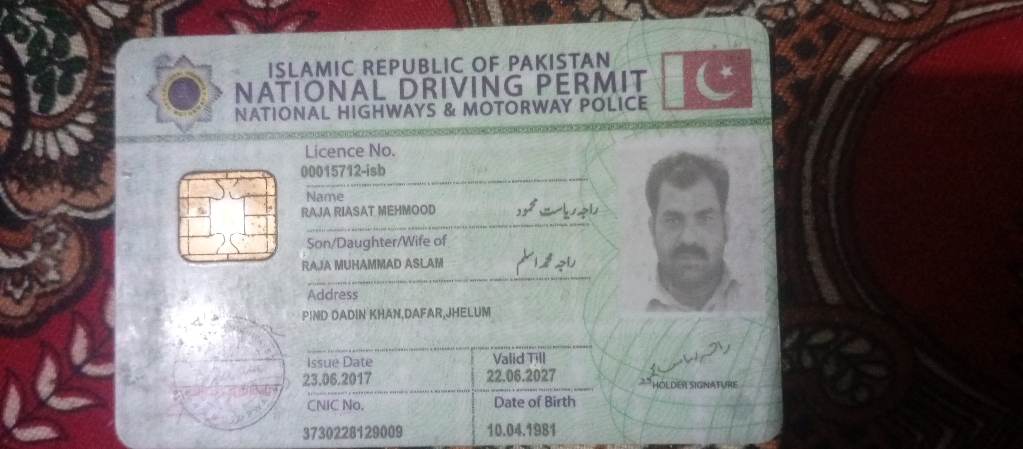 ISLAMIC REPUBLIC OF PAKISTAN
NATIONAL DRIVING PERMIT
NATIONAL HIGHWAYS & MOTORWAY POLICE
Licence No.
00015712-isb
Name
RAJA RIASAT MEHMOOD راجہ ریاست محمود
Son/Daughter/Wife of
RAJA MUHAMMAD ASLAM راجہ محمد اسلم
Address
PIND DADIN KHAN,DAFAR,JHELUM
Issue Date Valid Till
23.06.2017 22.06.2027
راجہ ریاست محمود
HOLDER SIGNATURE
CNIC No. Date of Birth
3730228129009 10.04.1981